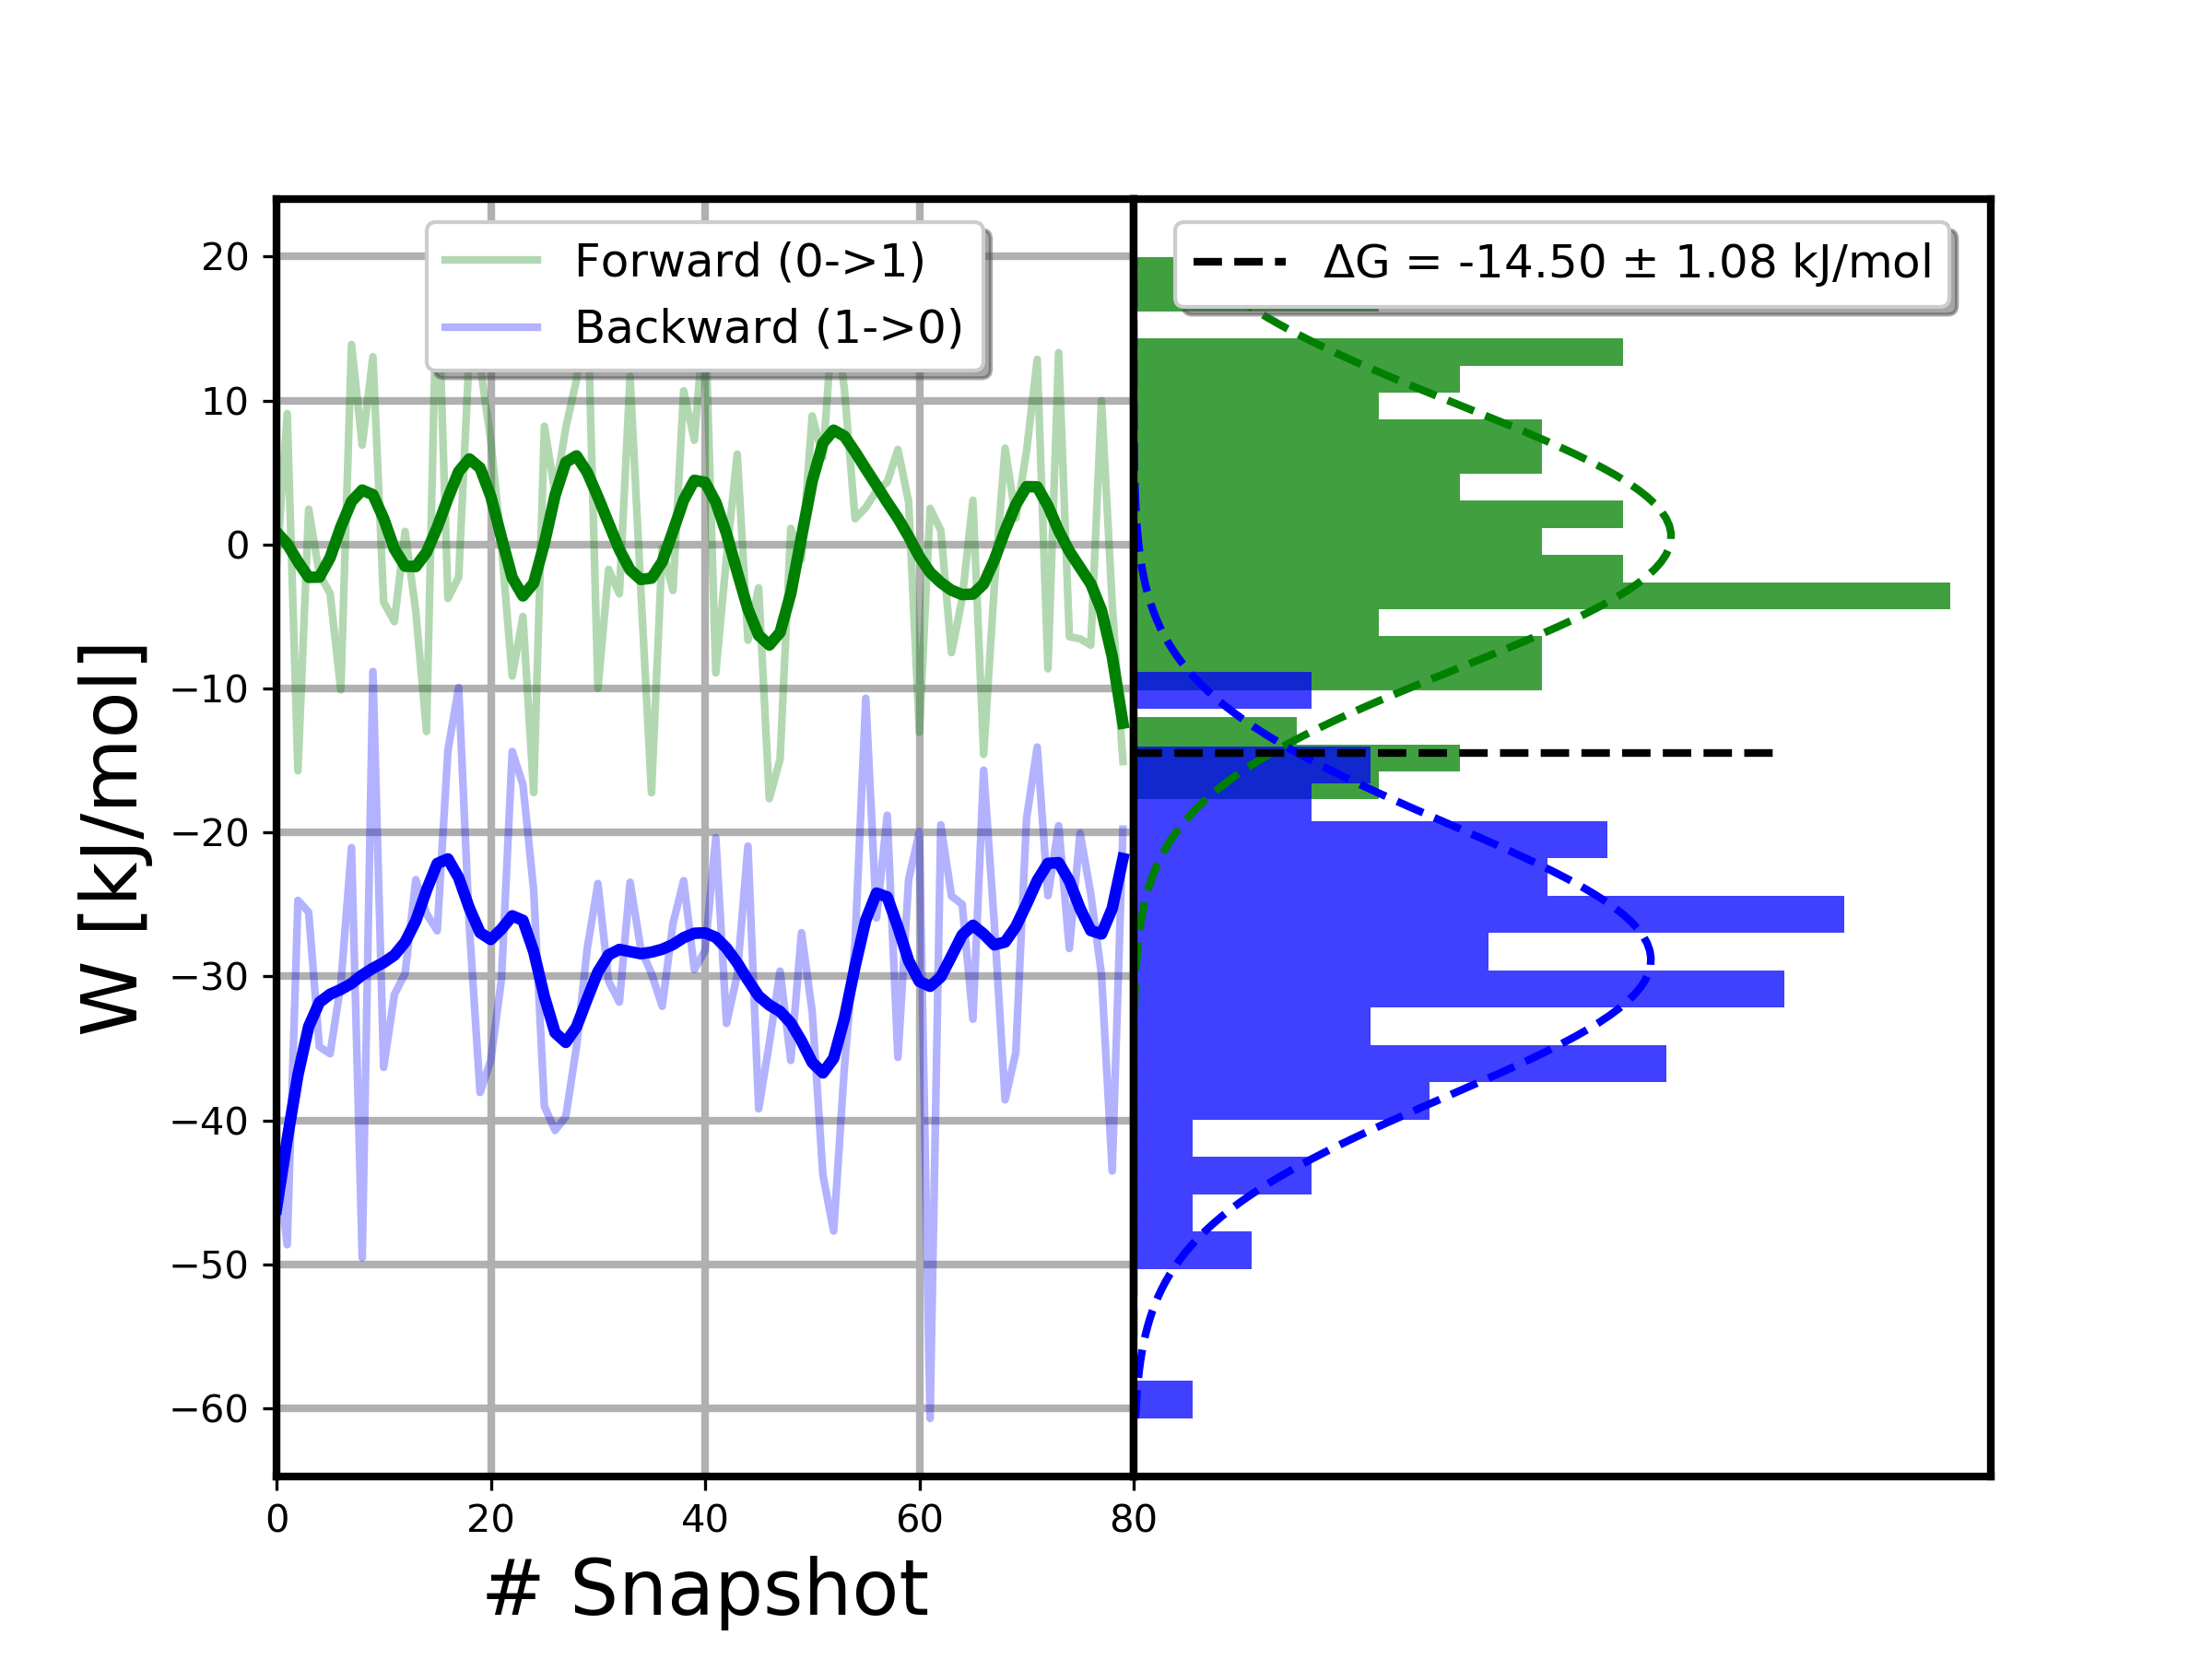 Forward (0->1)
Backward (1->0)
ΔG = -14.50 ± 1.08 kJ/mol
W [kJ/mol]
20
10
0
−10
−20
−30
−40
−50
−60
0 20 40 60 80
# Snapshot